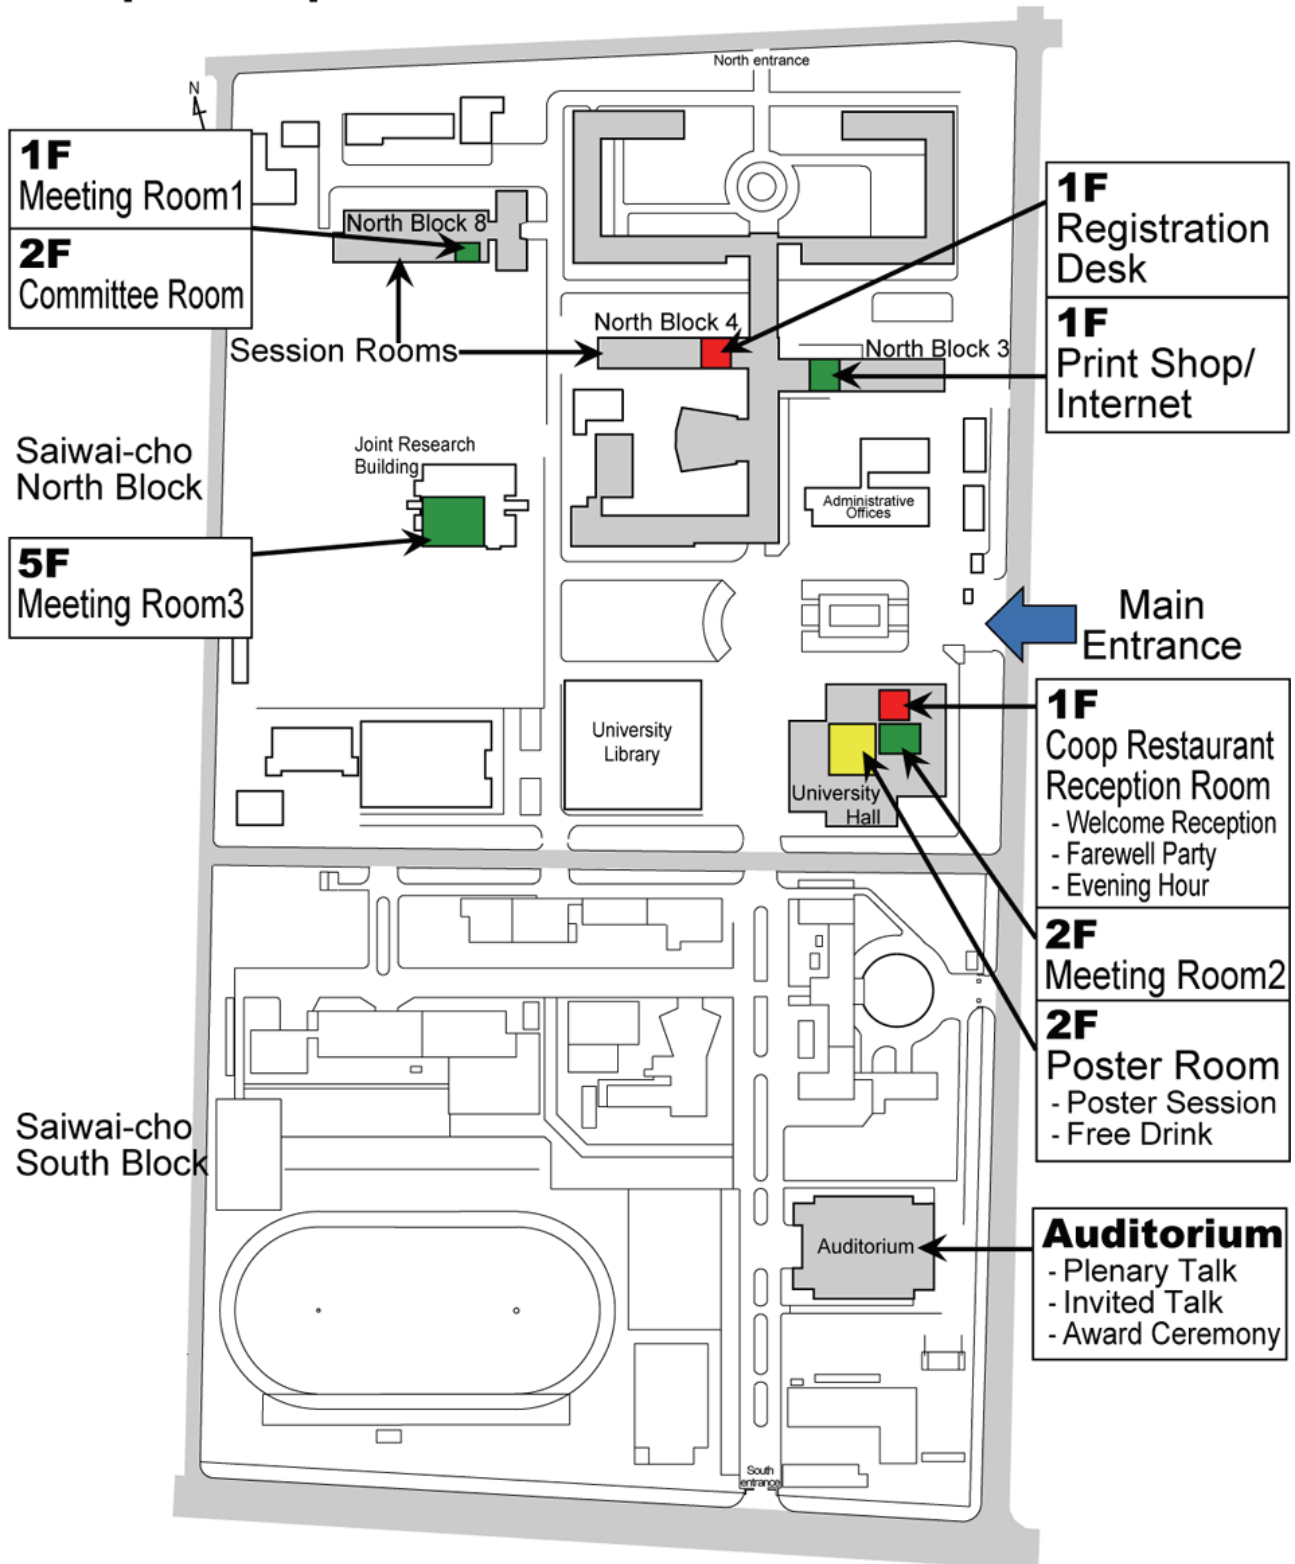 North entrance
N
1F
Meeting Room1
2F
Committee Room
North Block 8
1F
Registration
Desk
1F
Print Shop/
Internet
North Block 4
Session Rooms
North Block 3
Saiwai-cho
North Block
Joint Research
Building
Administrative
Offices
5F
Meeting Room3
Main
Entrance
University
Library
University
Hall
1F
Coop Restaurant
Reception Room
- Welcome Reception
- Farewell Party
- Evening Hour
2F
Meeting Room2
2F
Poster Room
- Poster Session
- Free Drink
Saiwai-cho
South Block
Auditorium
Auditorium
- Plenary Talk
- Invited Talk
- Award Ceremony
South
entrance